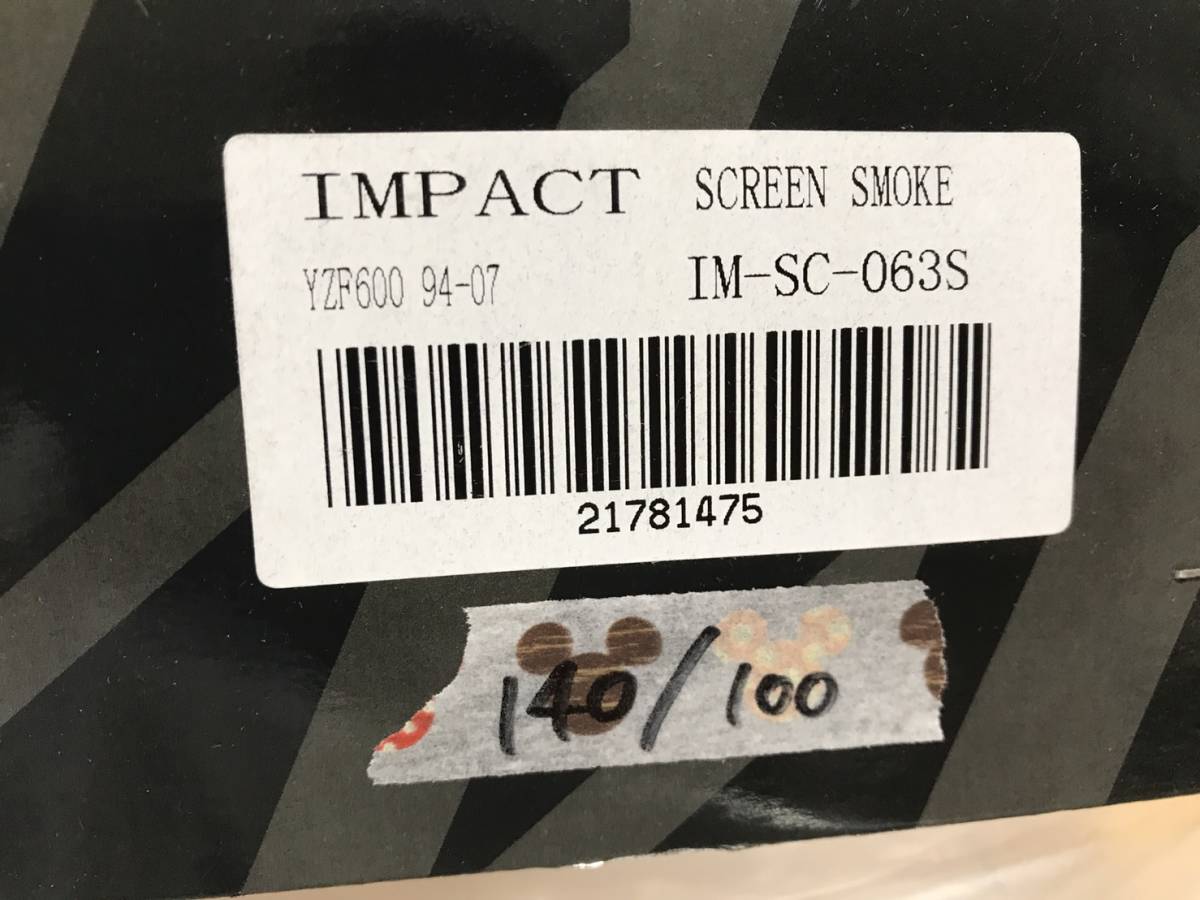 IMPACT SCREEN SMOKE
YZF600 94-07 IM-SC-063S
21781475
140/100